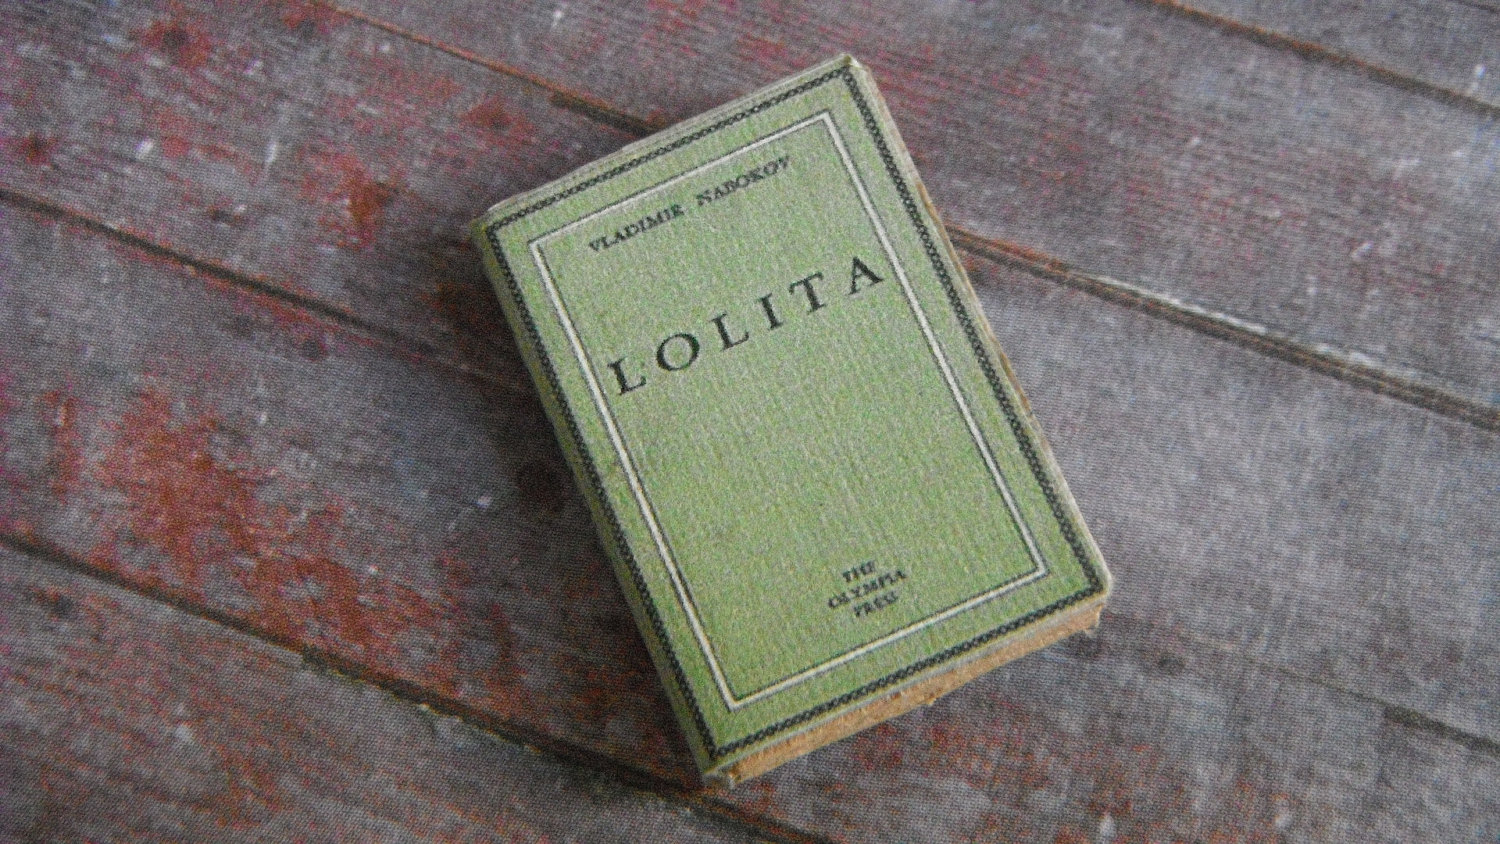 VLADIMIR NABOKOV
LOLITA
THE
OLYMPIA
PRESS